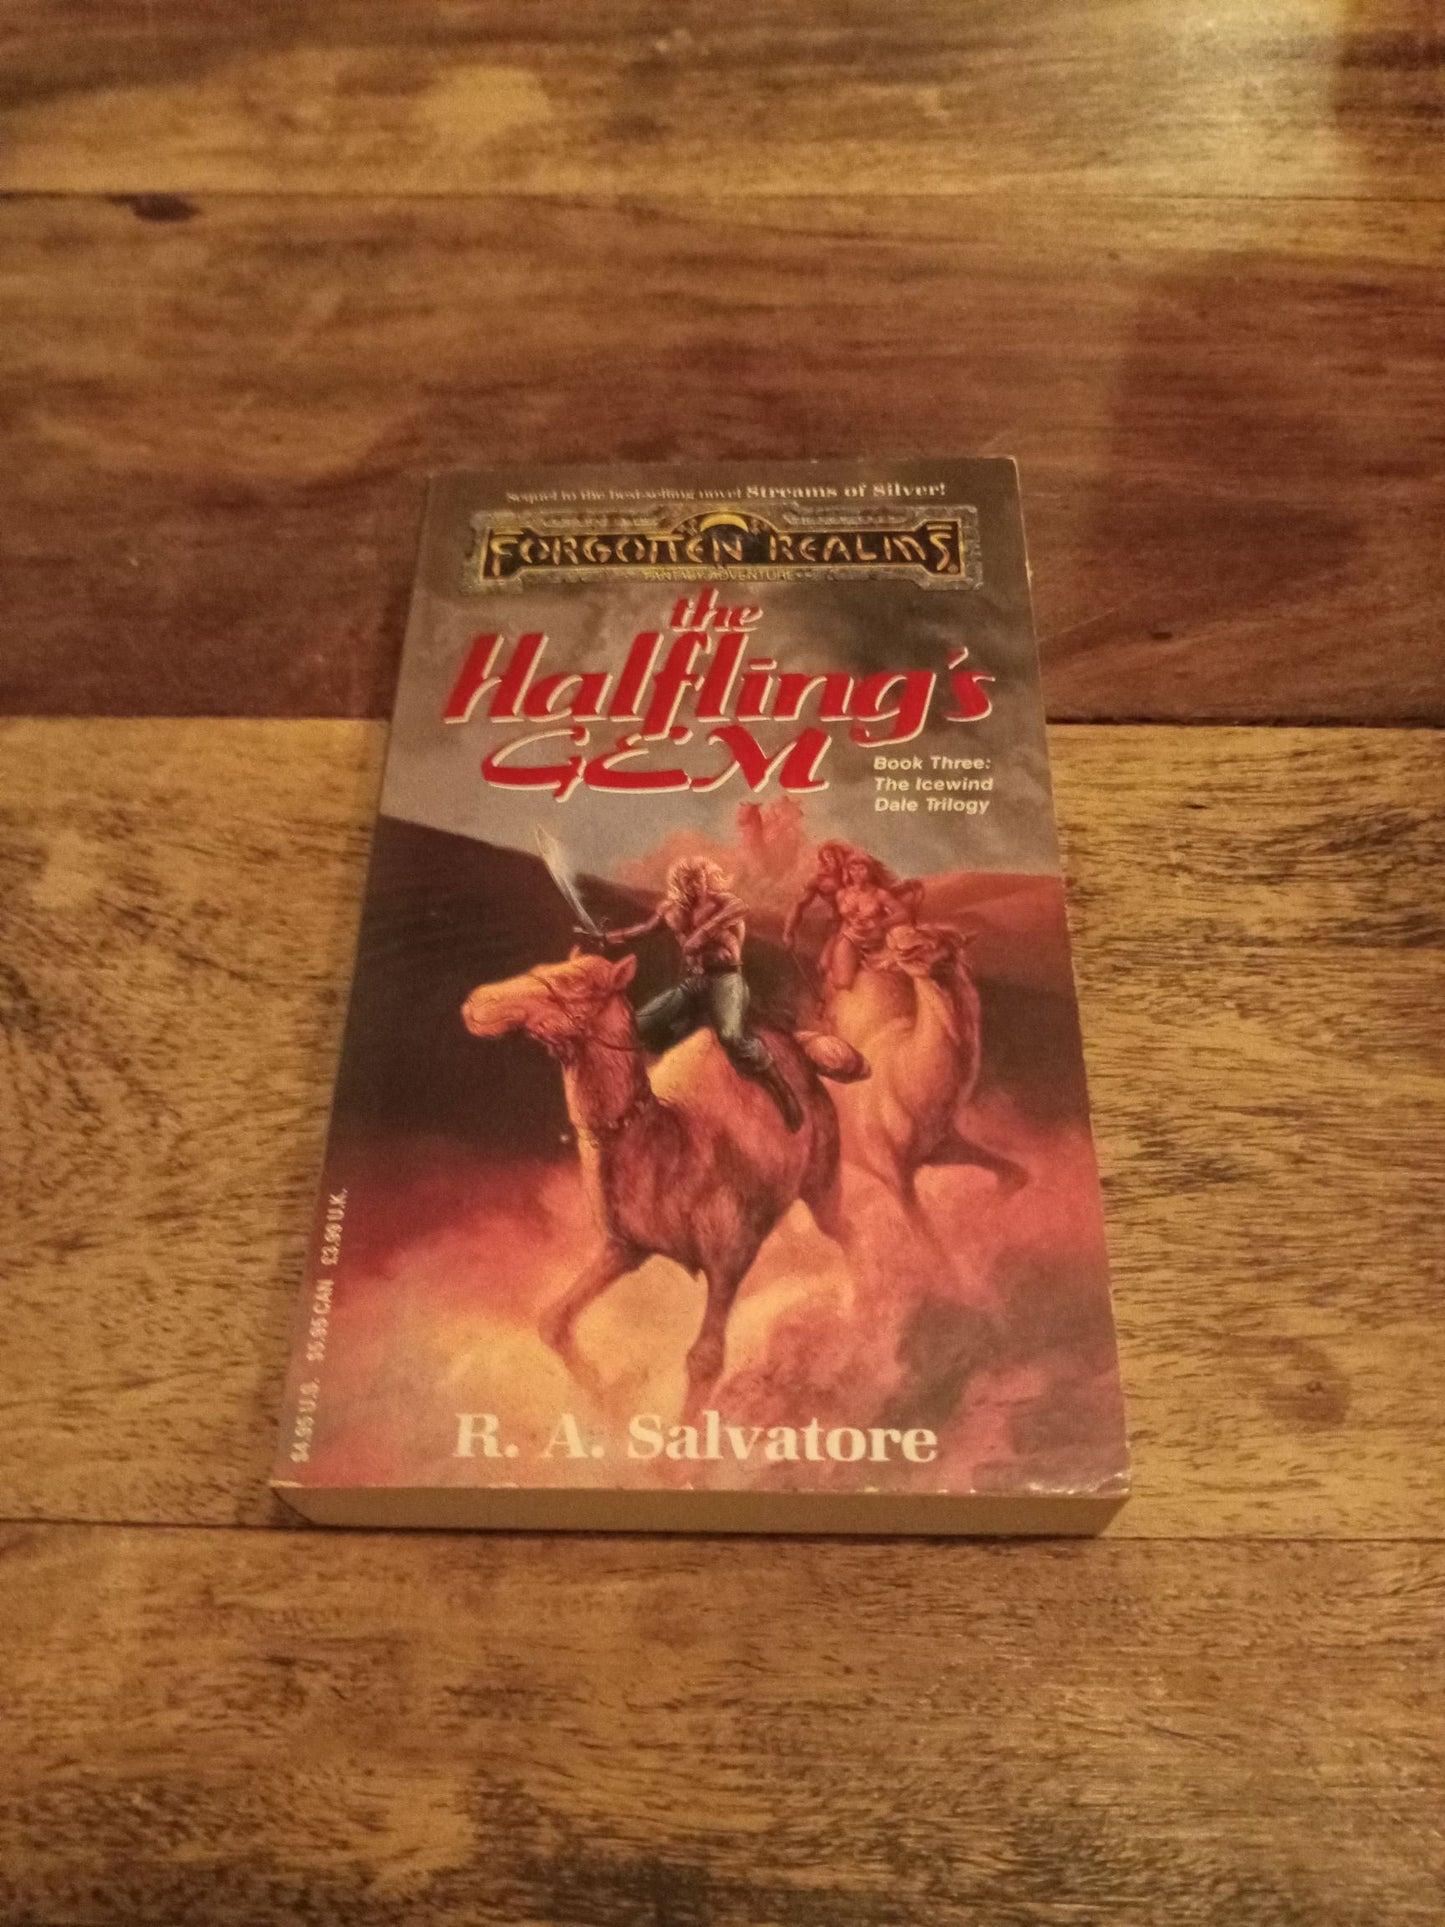 Sequel to the best-selling novel Streams of Silver!
FORGOTTEN REALMS®
FANTASY ADVENTURE
the
Halfling's
GEM
Book Three:
The Icewind
Dale Trilogy
$4.95 U.S. $5.95 CAN £3.99 U.K.
R. A. Salvatore